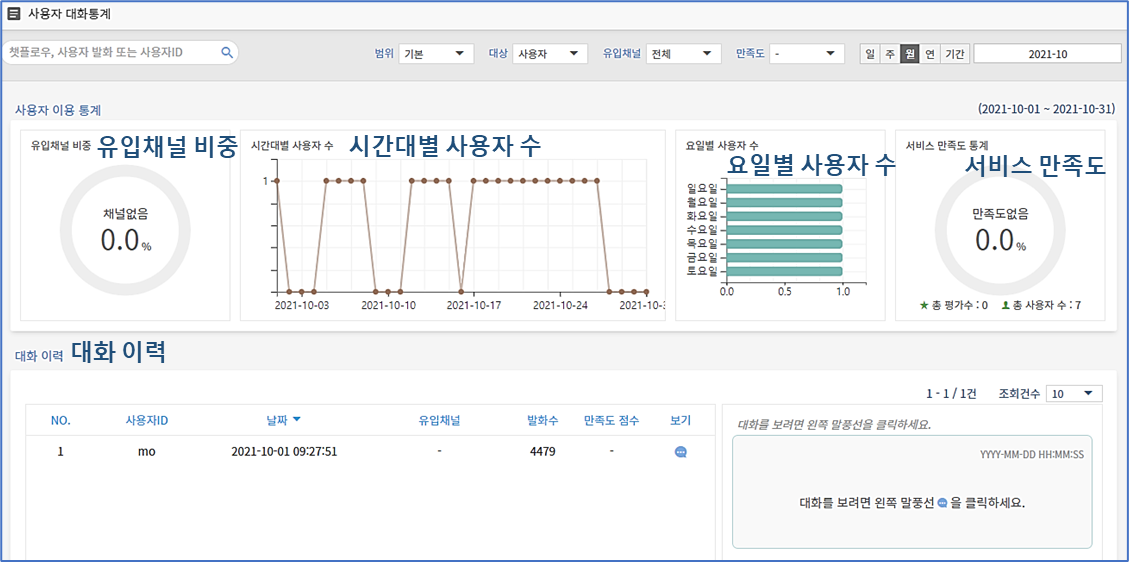 사용자 대화통계
챗플로우, 사용자 발화 또는 사용자ID
범위 기본 대상 사용자 유입채널 전체 만족도 - 일 주 월 연 기간 2021-10
사용자 이용 통계 (2021-10-01 ~ 2021-10-31)
유입채널 비중 유입채널 비중
채널없음
0.0 %
시간대별 사용자 수 시간대별 사용자 수
1
2021-10-03 2021-10-10 2021-10-17 2021-10-24 2021-10-
요일별 사용자 수
요일별 사용자 수
일요일
월요일
화요일
수요일
목요일
금요일
토요일
0.0 0.5 1.0
서비스 만족도 통계
서비스 만족도
만족도없음
0.0 %
★ 총 평가수 : 0 총 사용자 수 : 7
대화 이력 대화 이력
1 - 1 / 1건 조회건수 10
NO. 사용자ID 날짜 유입채널 발화수 만족도 점수 보기
1 mo 2021-10-01 09:27:51 - 4479 -
대화를 보려면 왼쪽 말풍선을 클릭하세요.
YYYY-MM-DD HH:MM:SS
대화를 보려면 왼쪽 말풍선 을 클릭하세요.